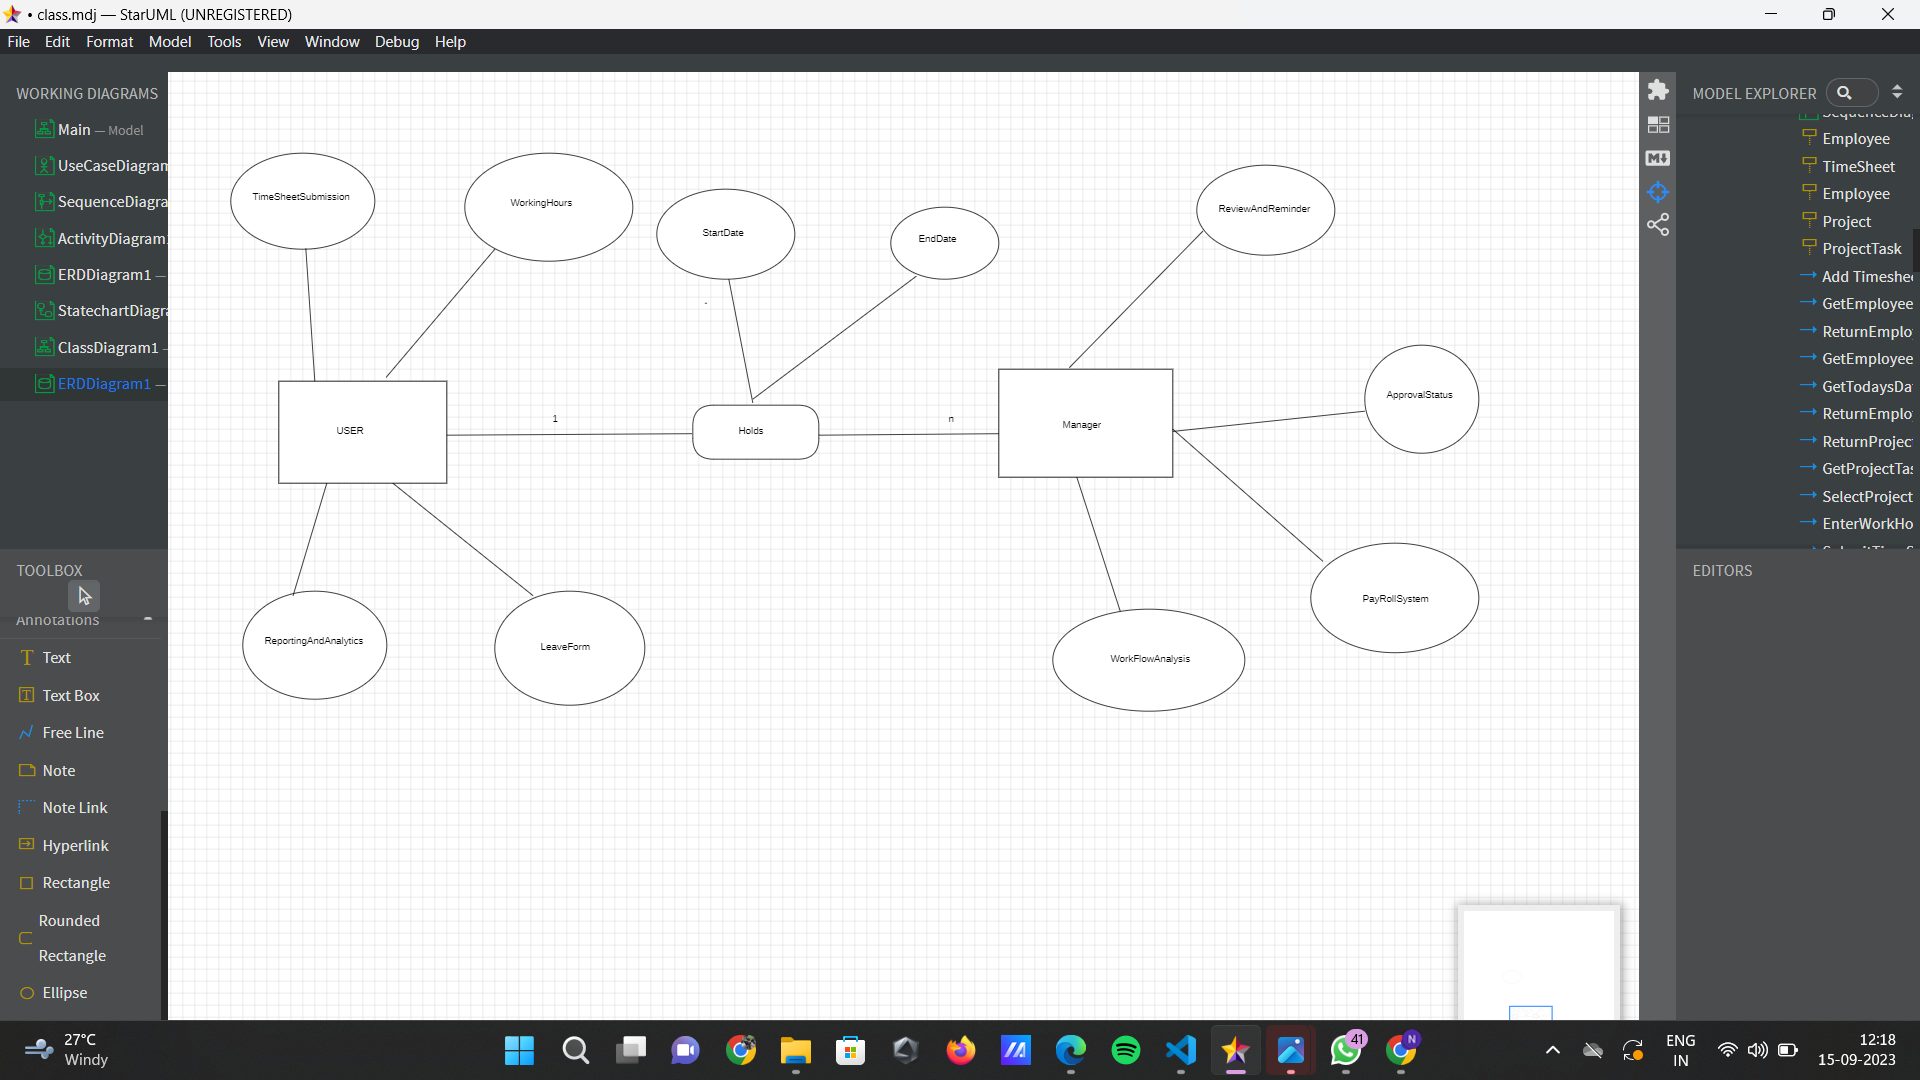 • class.mdj — StarUML (UNREGISTERED)
File Edit Format Model Tools View Window Debug Help
WORKING DIAGRAMS
Main — Model
UseCaseDiagram
SequenceDiagra
ActivityDiagram
ERDDiagram1 —
StatechartDiagra
ClassDiagram1 -
ERDDiagram1 —
TOOLBOX
Annotations
Text
Text Box
Free Line
Note
Note Link
Hyperlink
Rectangle
Rounded
Rectangle
Ellipse
TimeSheetSubmission
WorkingHours
StartDate
EndDate
ReviewAndReminder
ApprovalStatus
USER
1
Holds
n
Manager
ReportingAndAnalytics
LeaveForm
WorkFlowAnalysis
PayRollSystem
M
MODEL EXPLORER
Employee
TimeSheet
Employee
Project
ProjectTask
Add Timeshe
GetEmployee
ReturnEmplo
GetEmployee
GetTodaysDa
ReturnEmplo
ReturnProjec
GetProjectTa
SelectProject
EnterWorkHo
EDITORS
27°C
Windy
41
N
ENG
IN
12:18
15-09-2023